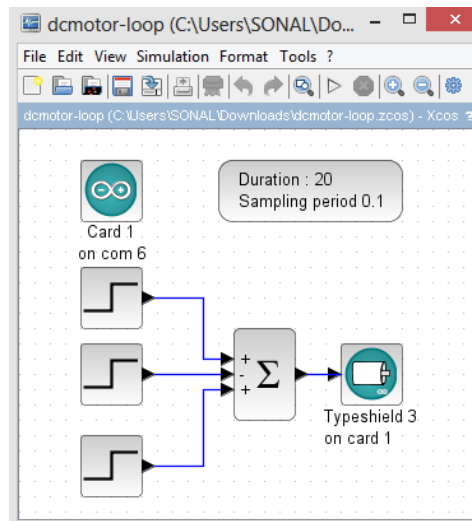 dcmotor-loop (C:\Users\SONAL\Do...
File Edit View Simulation Format Tools ?
dcmotor-loop (C:\Users\SONAL\Downloads\dcmotor-loop.zcos) - Xcos ?
Duration : 20
Sampling period 0.1
Card 1
on com 6
+
-
+
Σ
Typeshield 3
on card 1